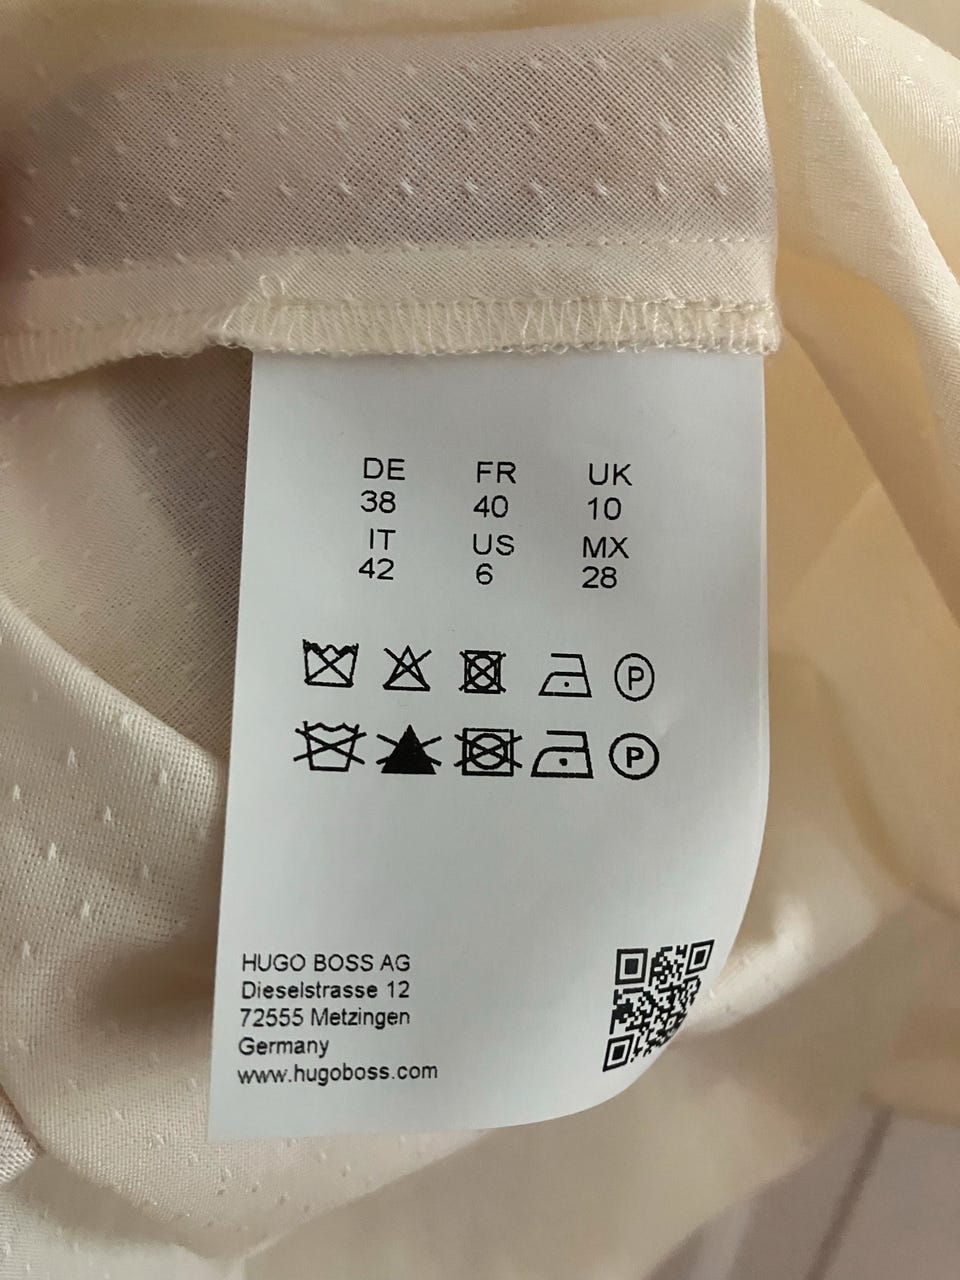 DE FR UK
38 40 10
IT US MX
42 6 28
P
P
HUGO BOSS AG
Dieselstrasse 12
72555 Metzingen
Germany
www.hugoboss.com